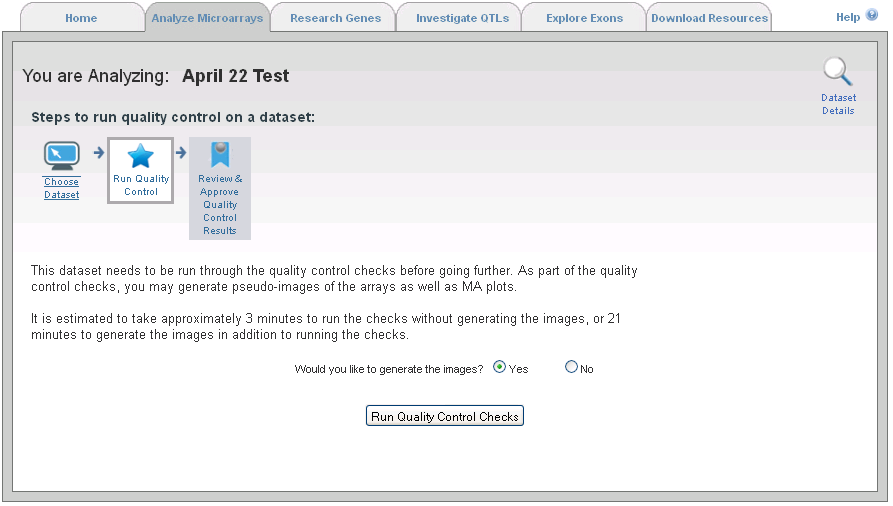 Home
Analyze Microarrays
Research Genes
Investigate QTLs
Explore Exons
Download Resources
Help
?
You are Analyzing: April 22 Test
Dataset
Details
Steps to run quality control on a dataset:
Choose
Dataset
Run Quality
Control
Review &
Approve
Quality
Control
Results
This dataset needs to be run through the quality control checks before going further. As part of the quality
control checks, you may generate pseudo-images of the arrays as well as MA plots.
It is estimated to take approximately 3 minutes to run the checks without generating the images, or 21
minutes to generate the images in addition to running the checks.
Would you like to generate the images? Yes No
Run Quality Control Checks